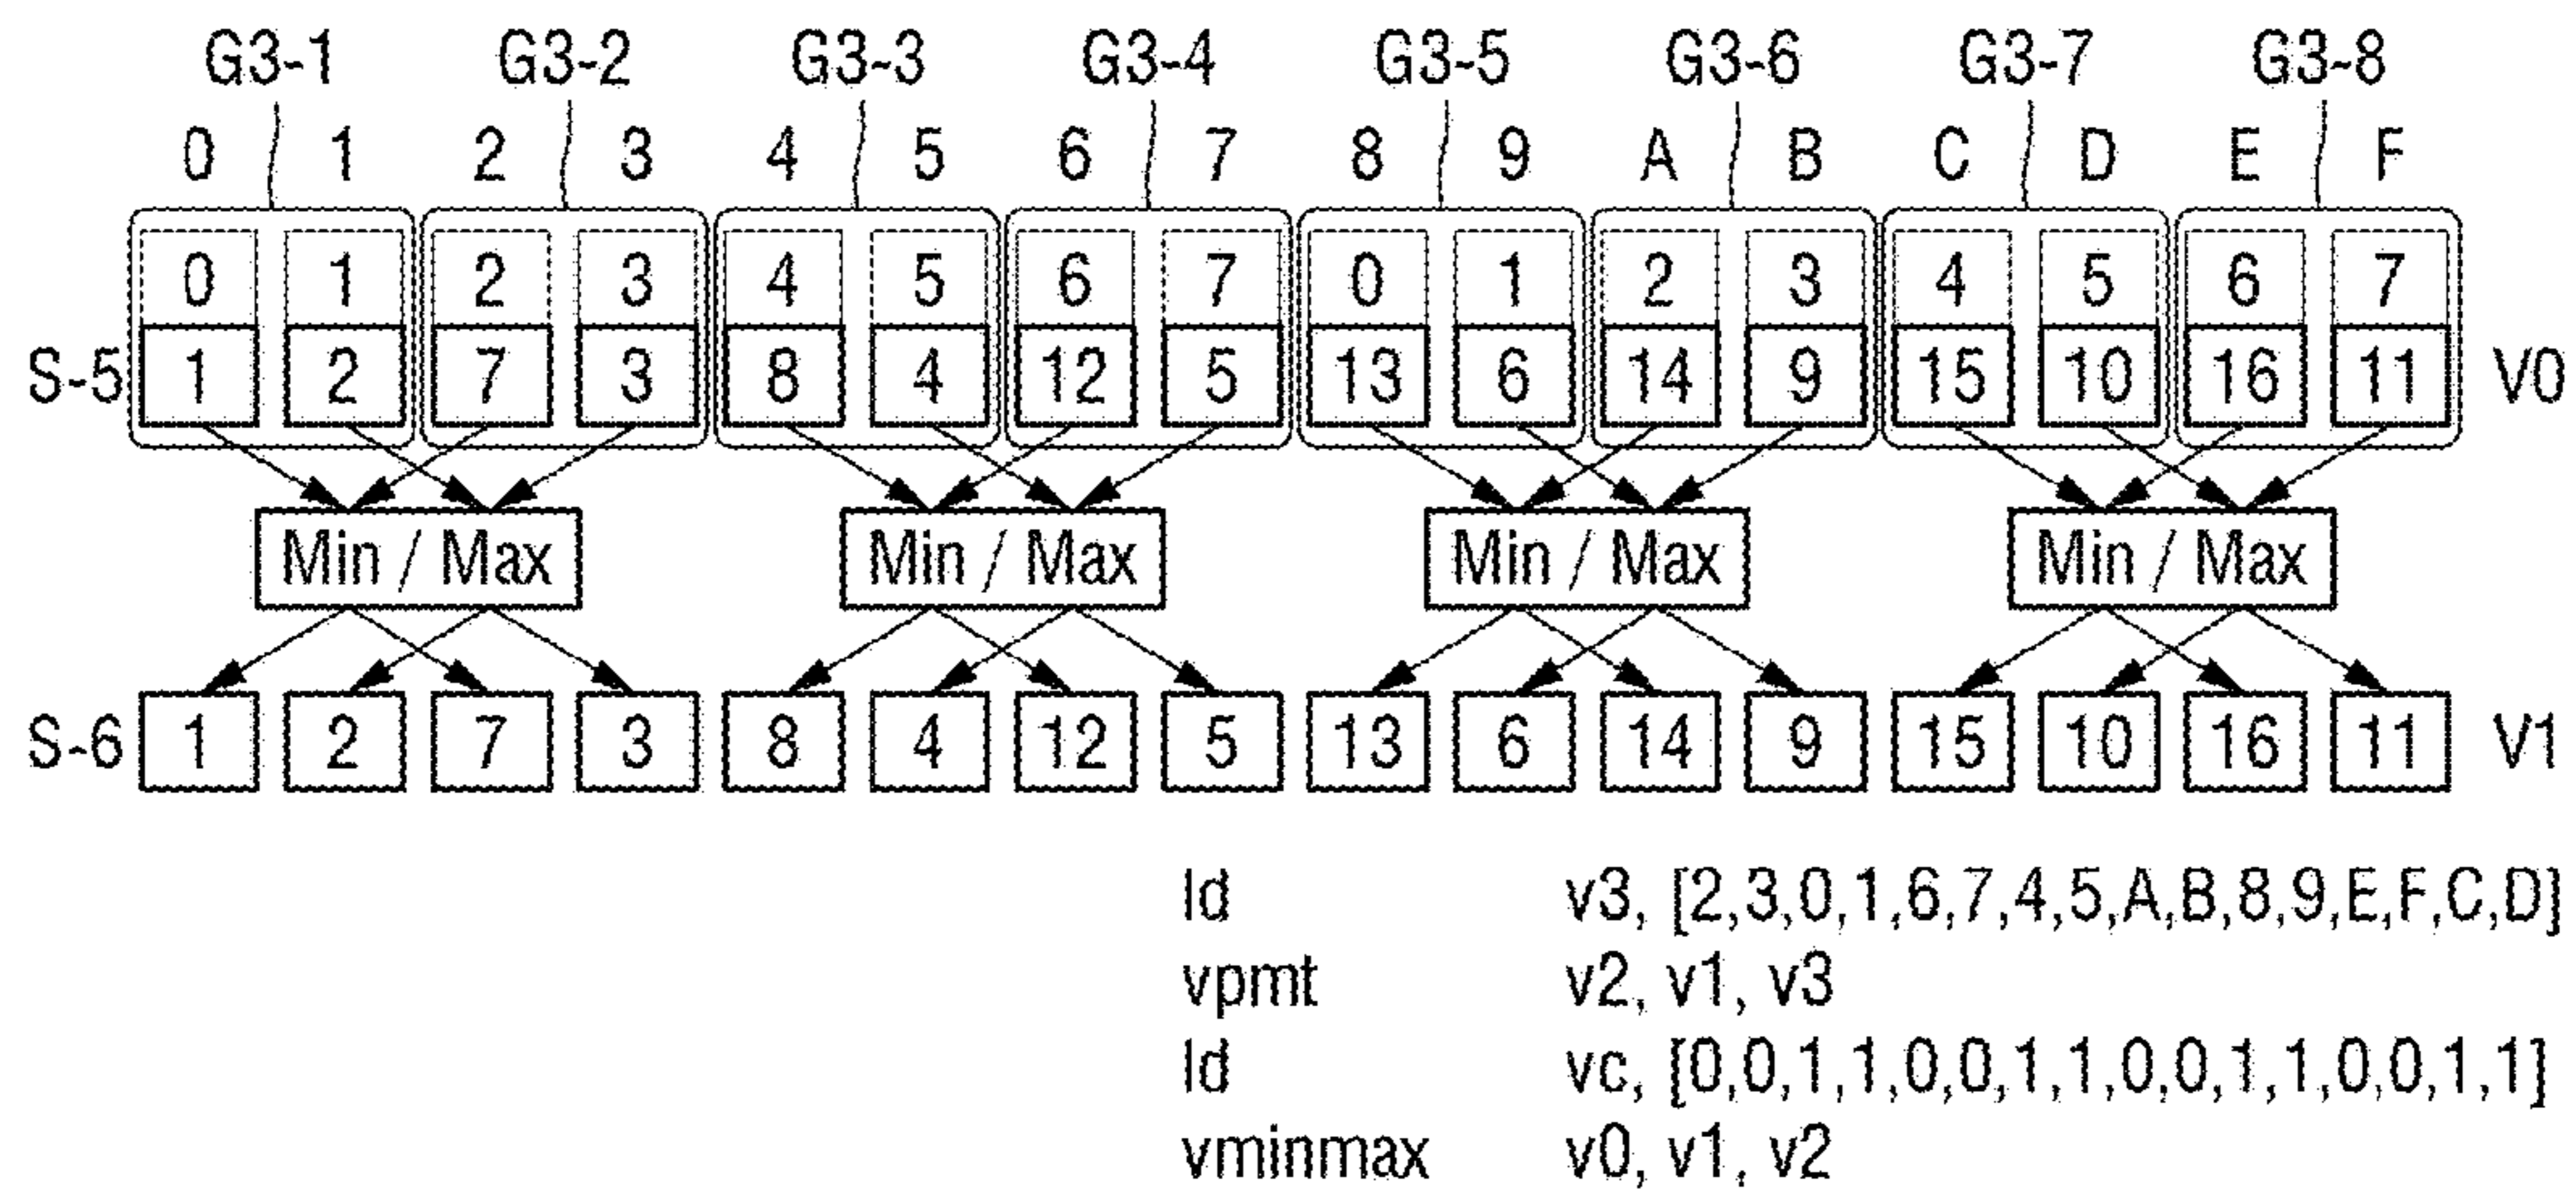 G3-1 G3-2 G3-3 G3-4 G3-5 G3-6 G3-7 G3-8
0 1 2 3 4 5 6 7 8 9 A B C D E F
0 1 2 3 4 5 6 7 0 1 2 3 4 5 6 7
S-5 1 2 7 3 8 4 12 5 13 6 14 9 15 10 16 11 V0
Min / Max Min / Max Min / Max Min / Max
S-6 1 2 7 3 8 4 12 5 13 6 14 9 15 10 16 11 V1
ld v3, [2,3,0,1,6,7,4,5,A,B,8,9,E,F,C,D]
vpmt v2, v1, v3
ld vc, [0,0,1,1,0,0,1,1,0,0,1,1,0,0,1,1]
vminmax v0, v1, v2